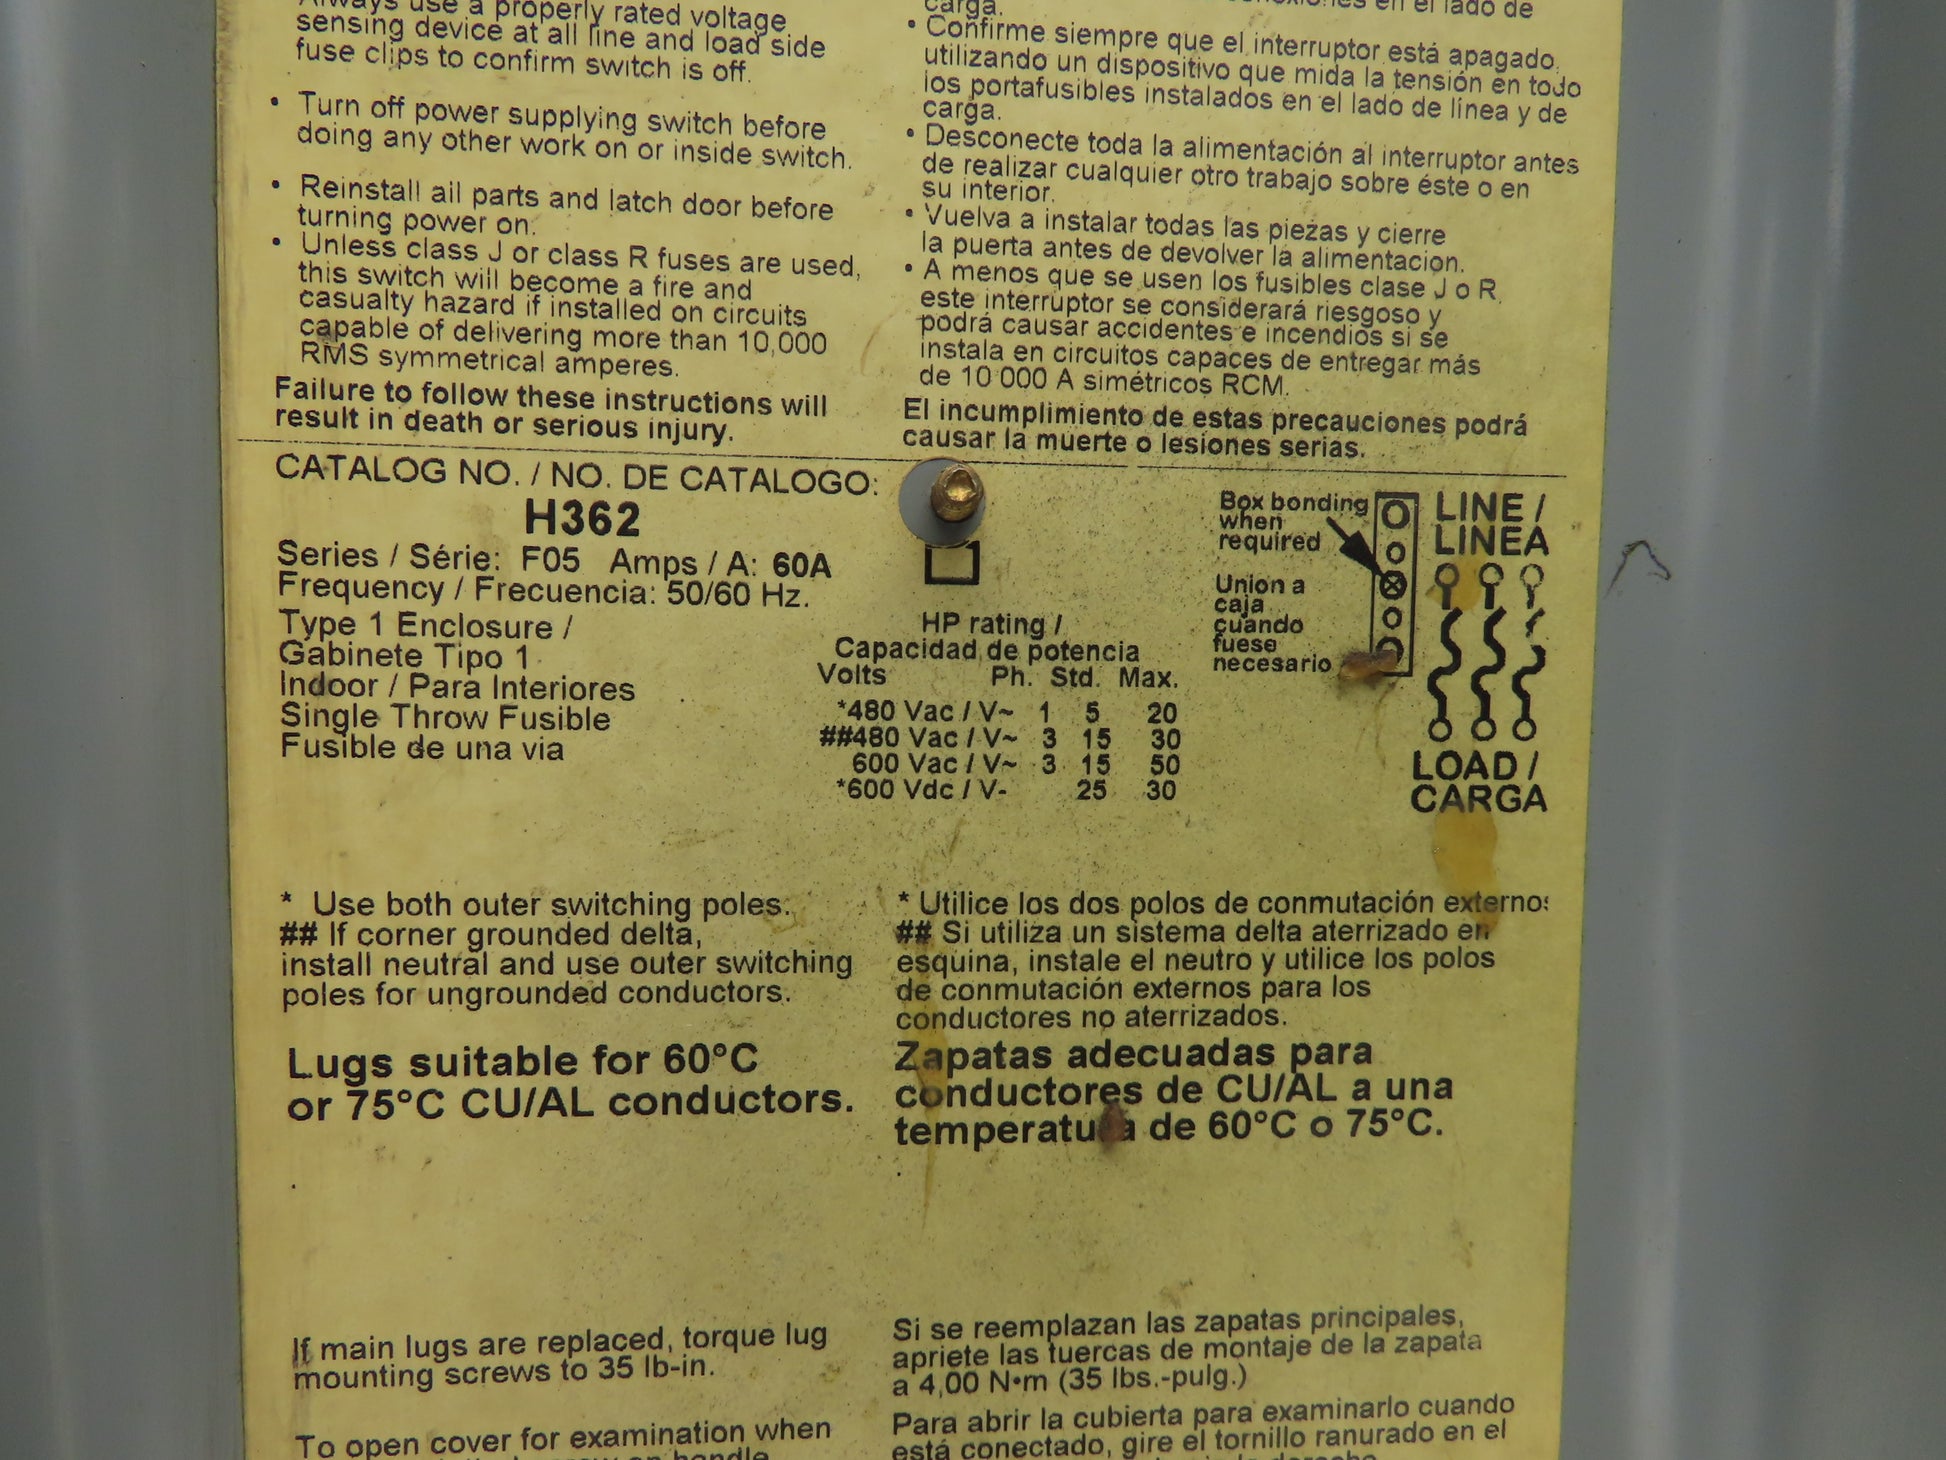 Always use a properly rated voltage
sensing device at all line and load side
fuse clips to confirm switch is off.
• Turn off power supplying switch before
doing any other work on or inside switch.
• Reinstall all parts and latch door before
turning power on.
• Unless class J or class R fuses are used,
this switch will become a fire and
casualty hazard if installed on circuits
capable of delivering more than 10,000
RMS symmetrical amperes.
Failure to follow these instructions will
result in death or serious injury.
en el lado de
carga.
• Confirme siempre que el interruptor está apagado,
utilizando un dispositivo que mida la tensión en todo
los portafusibles instalados en el lado de línea y de
carga.
• Desconecte toda la alimentación al interruptor antes
de realizar cualquier otro trabajo sobre éste o en
su interior.
• Vuelva a instalar todas las piezas y cierre
la puerta antes de devolver la alimentacion.
• A menos que se usen los fusibles clase J o R,
este interruptor se considerará riesgoso y
podrá causar accidentes e incendios si se
instala en circuitos capaces de entregar más
de 10 000 A simétricos RCM.
El incumplimiento de estas precauciones podrá
causar la muerte o lesiones serias.
CATALOG NO. / NO. DE CATALOGO:
H362
Series / Série: F05 Amps / A: 60A
Frequency / Frecuencia: 50/60 Hz.
Type 1 Enclosure /
Gabinete Tipo 1
Indoor / Para Interiores
Single Throw Fusible
Fusible de una via
HP rating /
Capacidad de potencia
Volts Ph. Std. Max.
*480 Vac / V~ 1 5 20
##480 Vac / V~ 3 15 30
600 Vac / V~ 3 15 50
*600 Vdc / V- 25 30
Box bonding
when
required
Union a
caja
cuando
fuese
necesario
LINE /
LINEA
LOAD /
CARGA
* Use both outer switching poles.
## If corner grounded delta,
install neutral and use outer switching
poles for ungrounded conductors.
* Utilice los dos polos de conmutación externos
## Si utiliza un sistema delta aterrizado en
esquina, instale el neutro y utilice los polos
de conmutación externos para los
conductores no aterrizados.
Lugs suitable for 60°C
or 75°C CU/AL conductors.
Zapatas adecuadas para
conductores de CU/AL a una
temperatura de 60°C o 75°C.
If main lugs are replaced, torque lug
mounting screws to 35 lb-in.
Si se reemplazan las zapatas principales,
apriete las tuercas de montaje de la zapata
a 4,00 N•m (35 lbs.-pulg.)
To open cover for examination when
on handle
Para abrir la cubierta para examinarlo cuando
está conectado, gire el tornillo ranurado en el